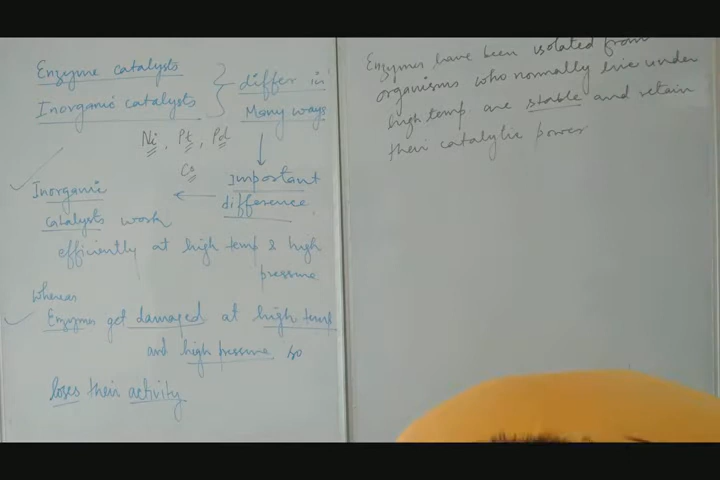 Enzyme catalysts
Inorganic catalysts
differ in
Many ways
Ni, Pt, Pd
Co
Important
difference
Inorganic
catalysts work
efficiently at high temp & high
pressure
whereas
Enzymes get damaged at high temp
and high pressure so
loses their activity
Enzymes have been isolated from
organisms who normally live under
high temp. are stable and retain
their catalytic power